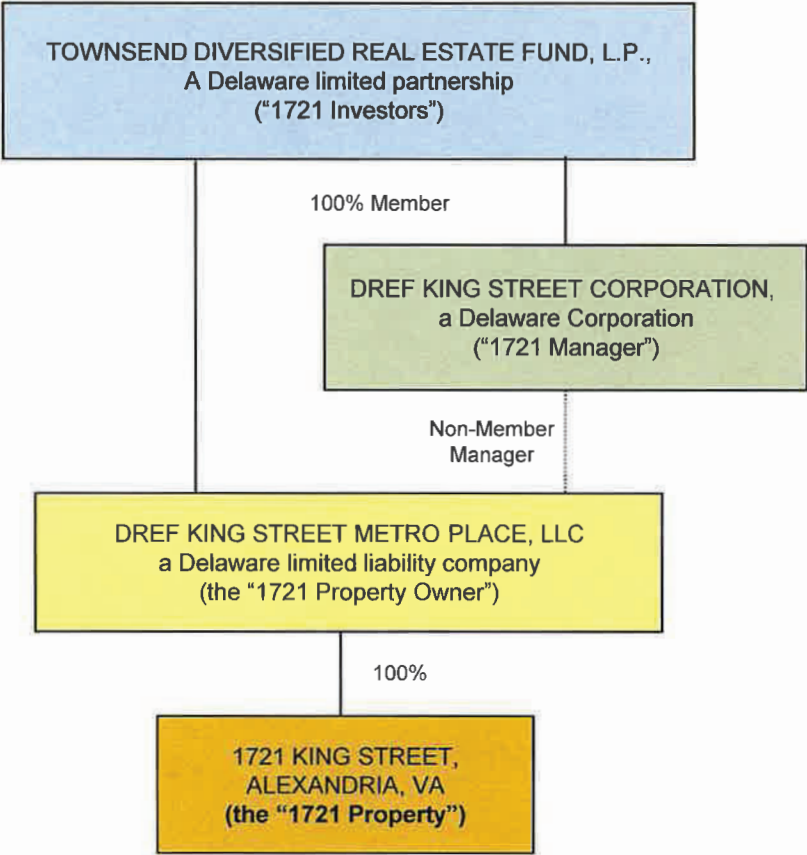 TOWNSEND DIVERSIFIED REAL ESTATE FUND, L.P.,
A Delaware limited partnership
(“1721 Investors”)
100% Member
DREF KING STREET CORPORATION,
a Delaware Corporation
(“1721 Manager”)
Non-Member
Manager
DREF KING STREET METRO PLACE, LLC
a Delaware limited liability company
(the “1721 Property Owner”)
100%
1721 KING STREET,
ALEXANDRIA, VA
(the “1721 Property”)